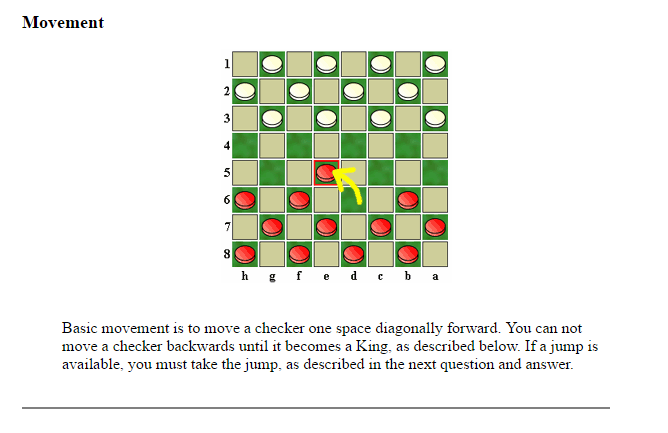 Movement
1
2
3
4
5
6
7
8
h g f e d c b a
Basic movement is to move a checker one space diagonally forward. You can not
move a checker backwards until it becomes a King, as described below. If a jump is
available, you must take the jump, as described in the next question and answer.